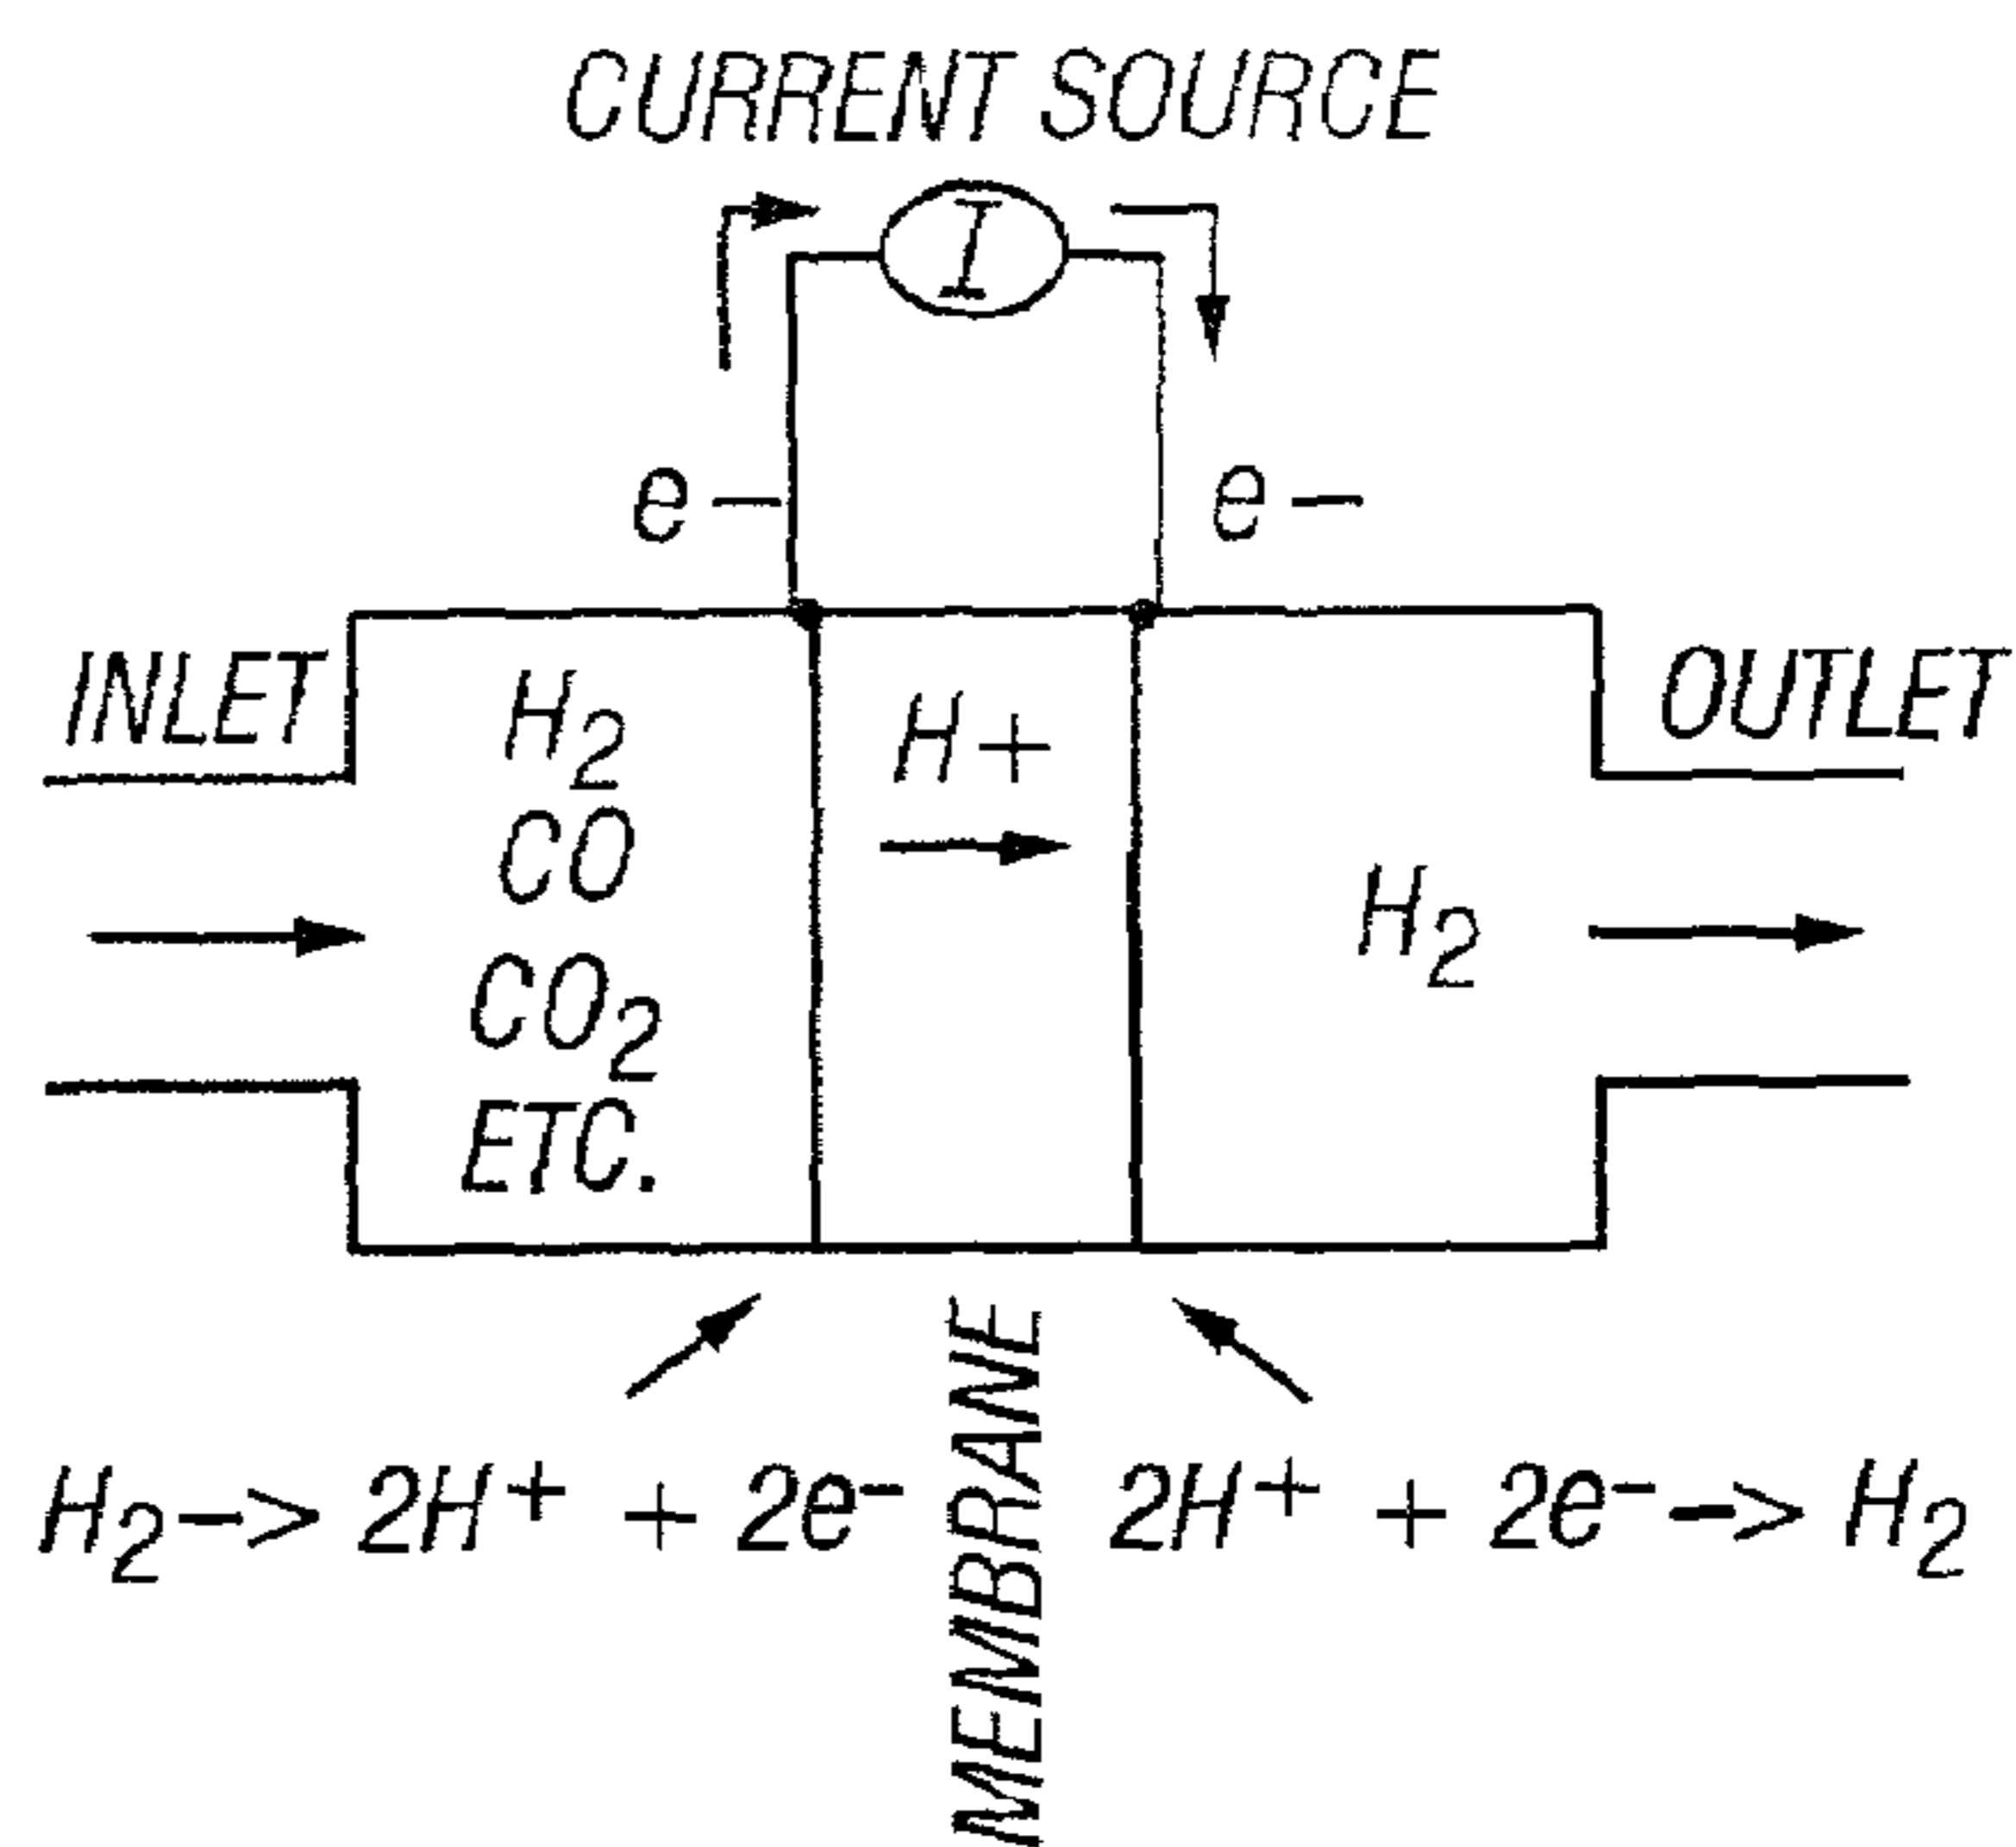 CURRENT SOURCE
I
e- e-
INLET
H2
CO
CO2
ETC.
H+
H2
OUTLET
H2-> 2H+ + 2e-
MEMBRANE
2H+ + 2e- -> H2